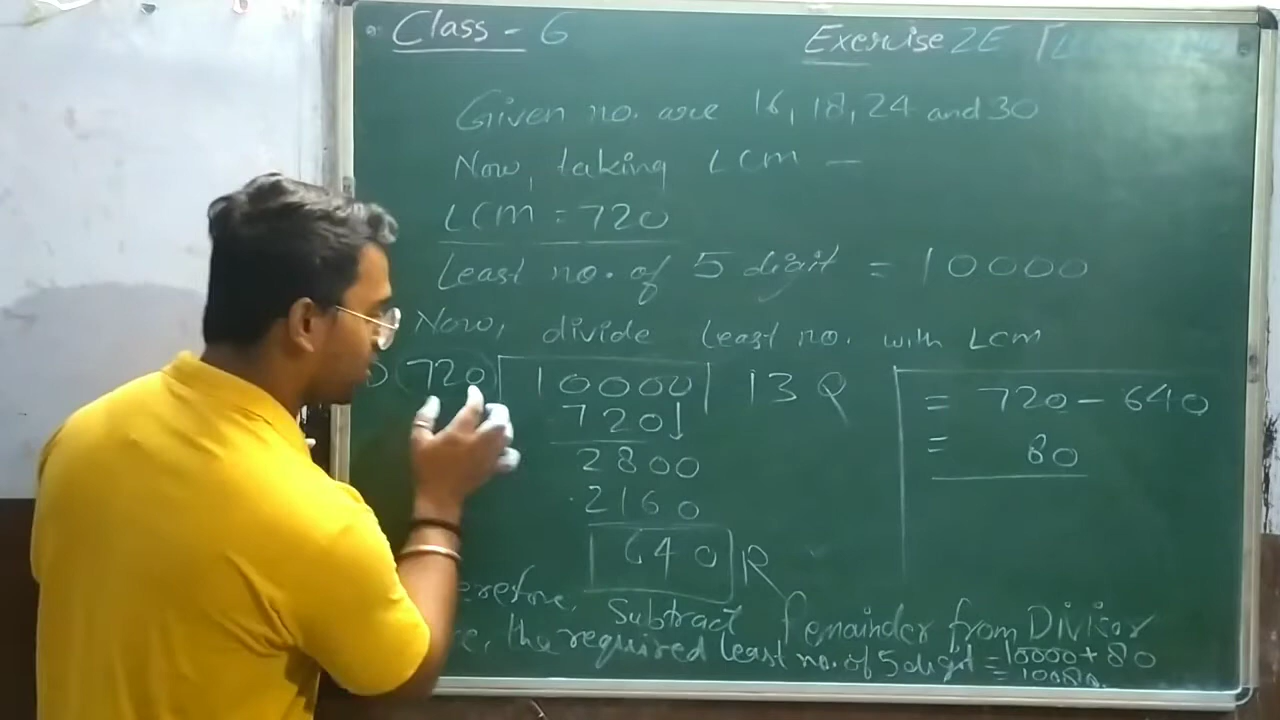 Class - 6
Exercise 2E
Given no. are 16, 18, 24 and 30
Now, taking LCM -
LCM = 720
Least no. of 5 digit = 10000
Now, divide least no. with LCM
D 720 10000 13 Q
7201
2800
2160
640 R
= 720 - 640
= 80
Subtract Remainder from Divisor
the required least no. of 5 digit = 10000 + 80
= 10080.